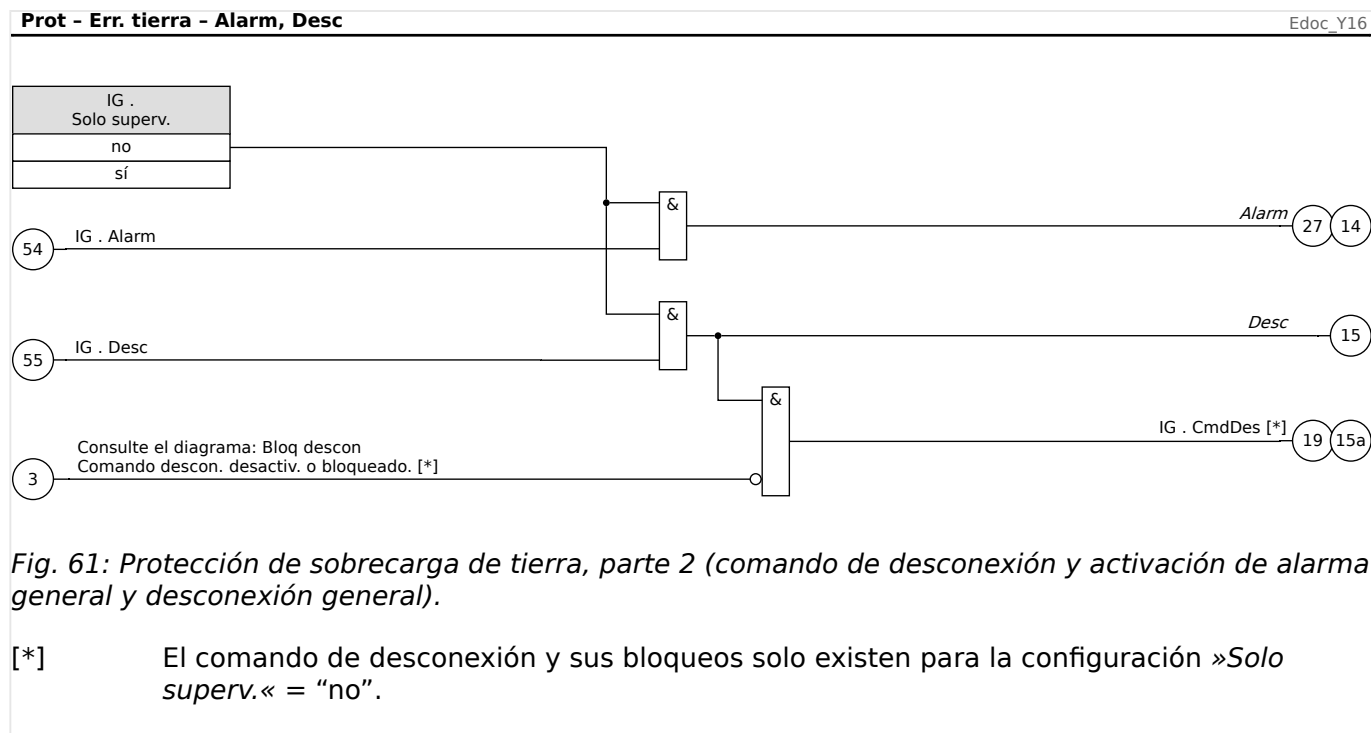 Prot – Err. tierra – Alarm, Desc
Edoc_Y16
IG .
Solo superv.
no
sí
&
Alarm
27 14
54
IG . Alarm
&
Desc
15
55
IG . Desc
&
IG . CmdDes [*]
19 15a
Consulte el diagrama: Bloq descon
Comando descon. desactiv. o bloqueado. [*]
3
Fig. 61: Protección de sobrecarga de tierra, parte 2 (comando de desconexión y activación de alarma
general y desconexión general).
[*] El comando de desconexión y sus bloqueos solo existen para la configuración »Solo
superv.« = “no”.